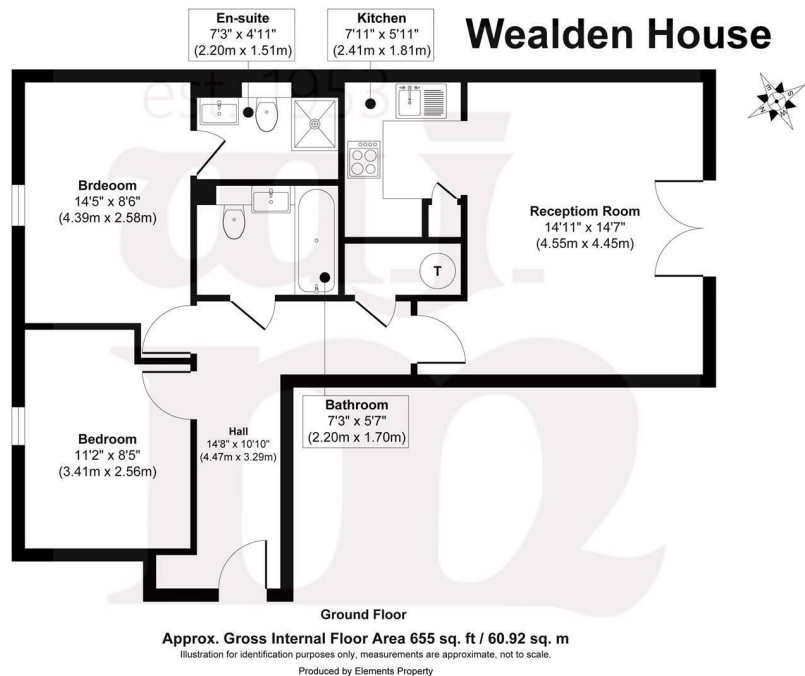 Wealden House
En-suite
7'3" x 4'11"
(2.20m x 1.51m)
Kitchen
7'11" x 5'11"
(2.41m x 1.81m)
est. 1953
Brdeoom
14'5" x 8'6"
(4.39m x 2.58m)
Receptiom Room
14'11" x 14'7"
(4.55m x 4.45m)
T
Bathroom
7'3" x 5'7"
(2.20m x 1.70m)
Hall
14'8" x 10'10"
(4.47m x 3.29m)
Bedroom
11'2" x 8'5"
(3.41m x 2.56m)
Ground Floor
Approx. Gross Internal Floor Area 655 sq. ft / 60.92 sq. m
Illustration for identification purposes only, measurements are approximate, not to scale.
Produced by Elements Property